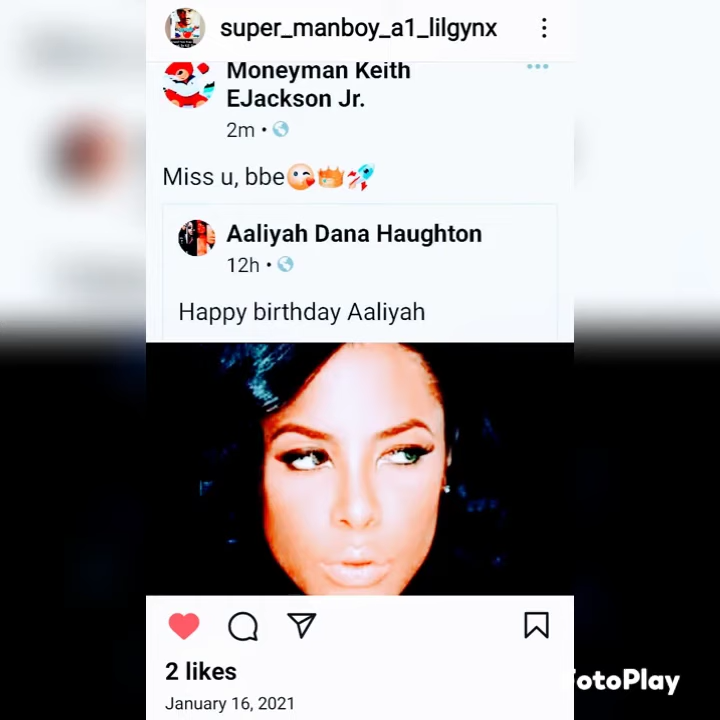 super_manboy_a1_lilgynx
Moneyman Keith
EJackson Jr.
2m •
Miss u, bbe😘👑🚀
Aaliyah Dana Haughton
12h •
Happy birthday Aaliyah
2 likes
January 16, 2021
FotoPlay